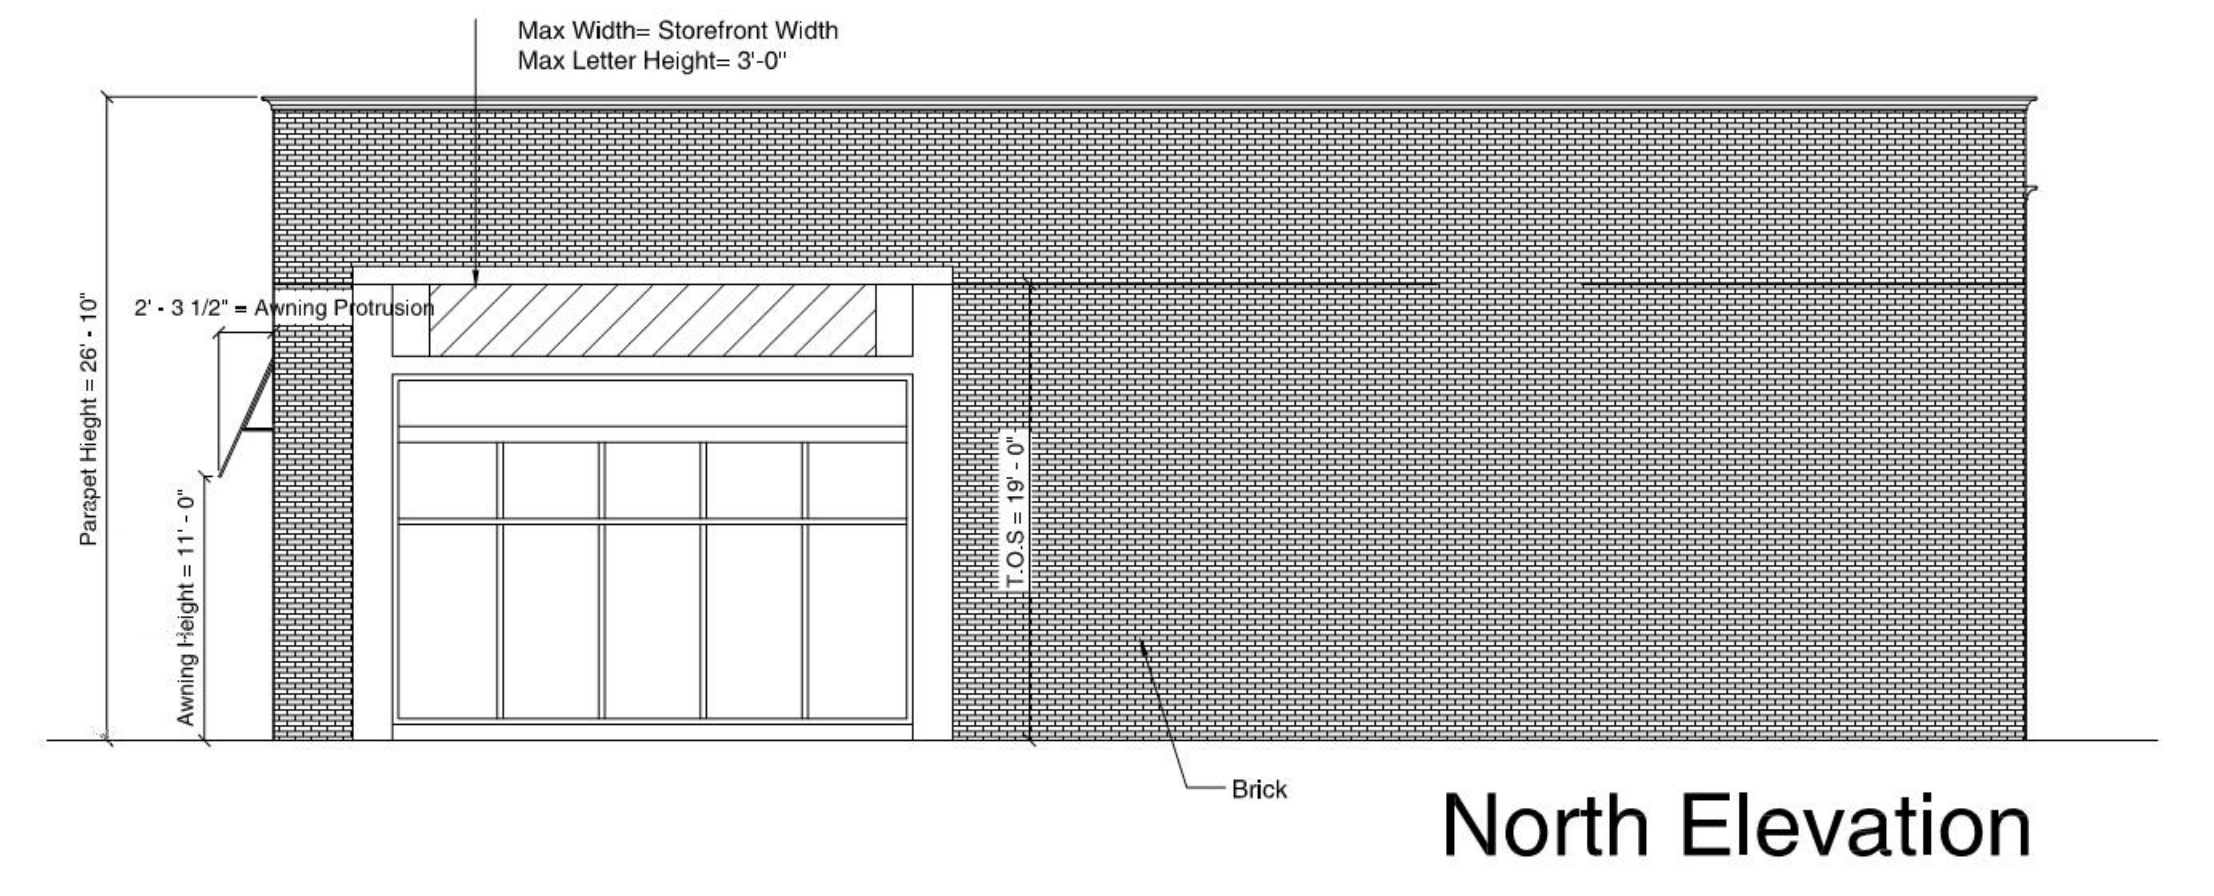 Max Width= Storefront Width
Max Letter Height= 3'-0"
2' - 3 1/2" = Awning Protrusion
Parapet Hieght = 26' - 10"
Awning Height = 11' - 0"
T.O.S = 19' - 0"
Brick
North Elevation